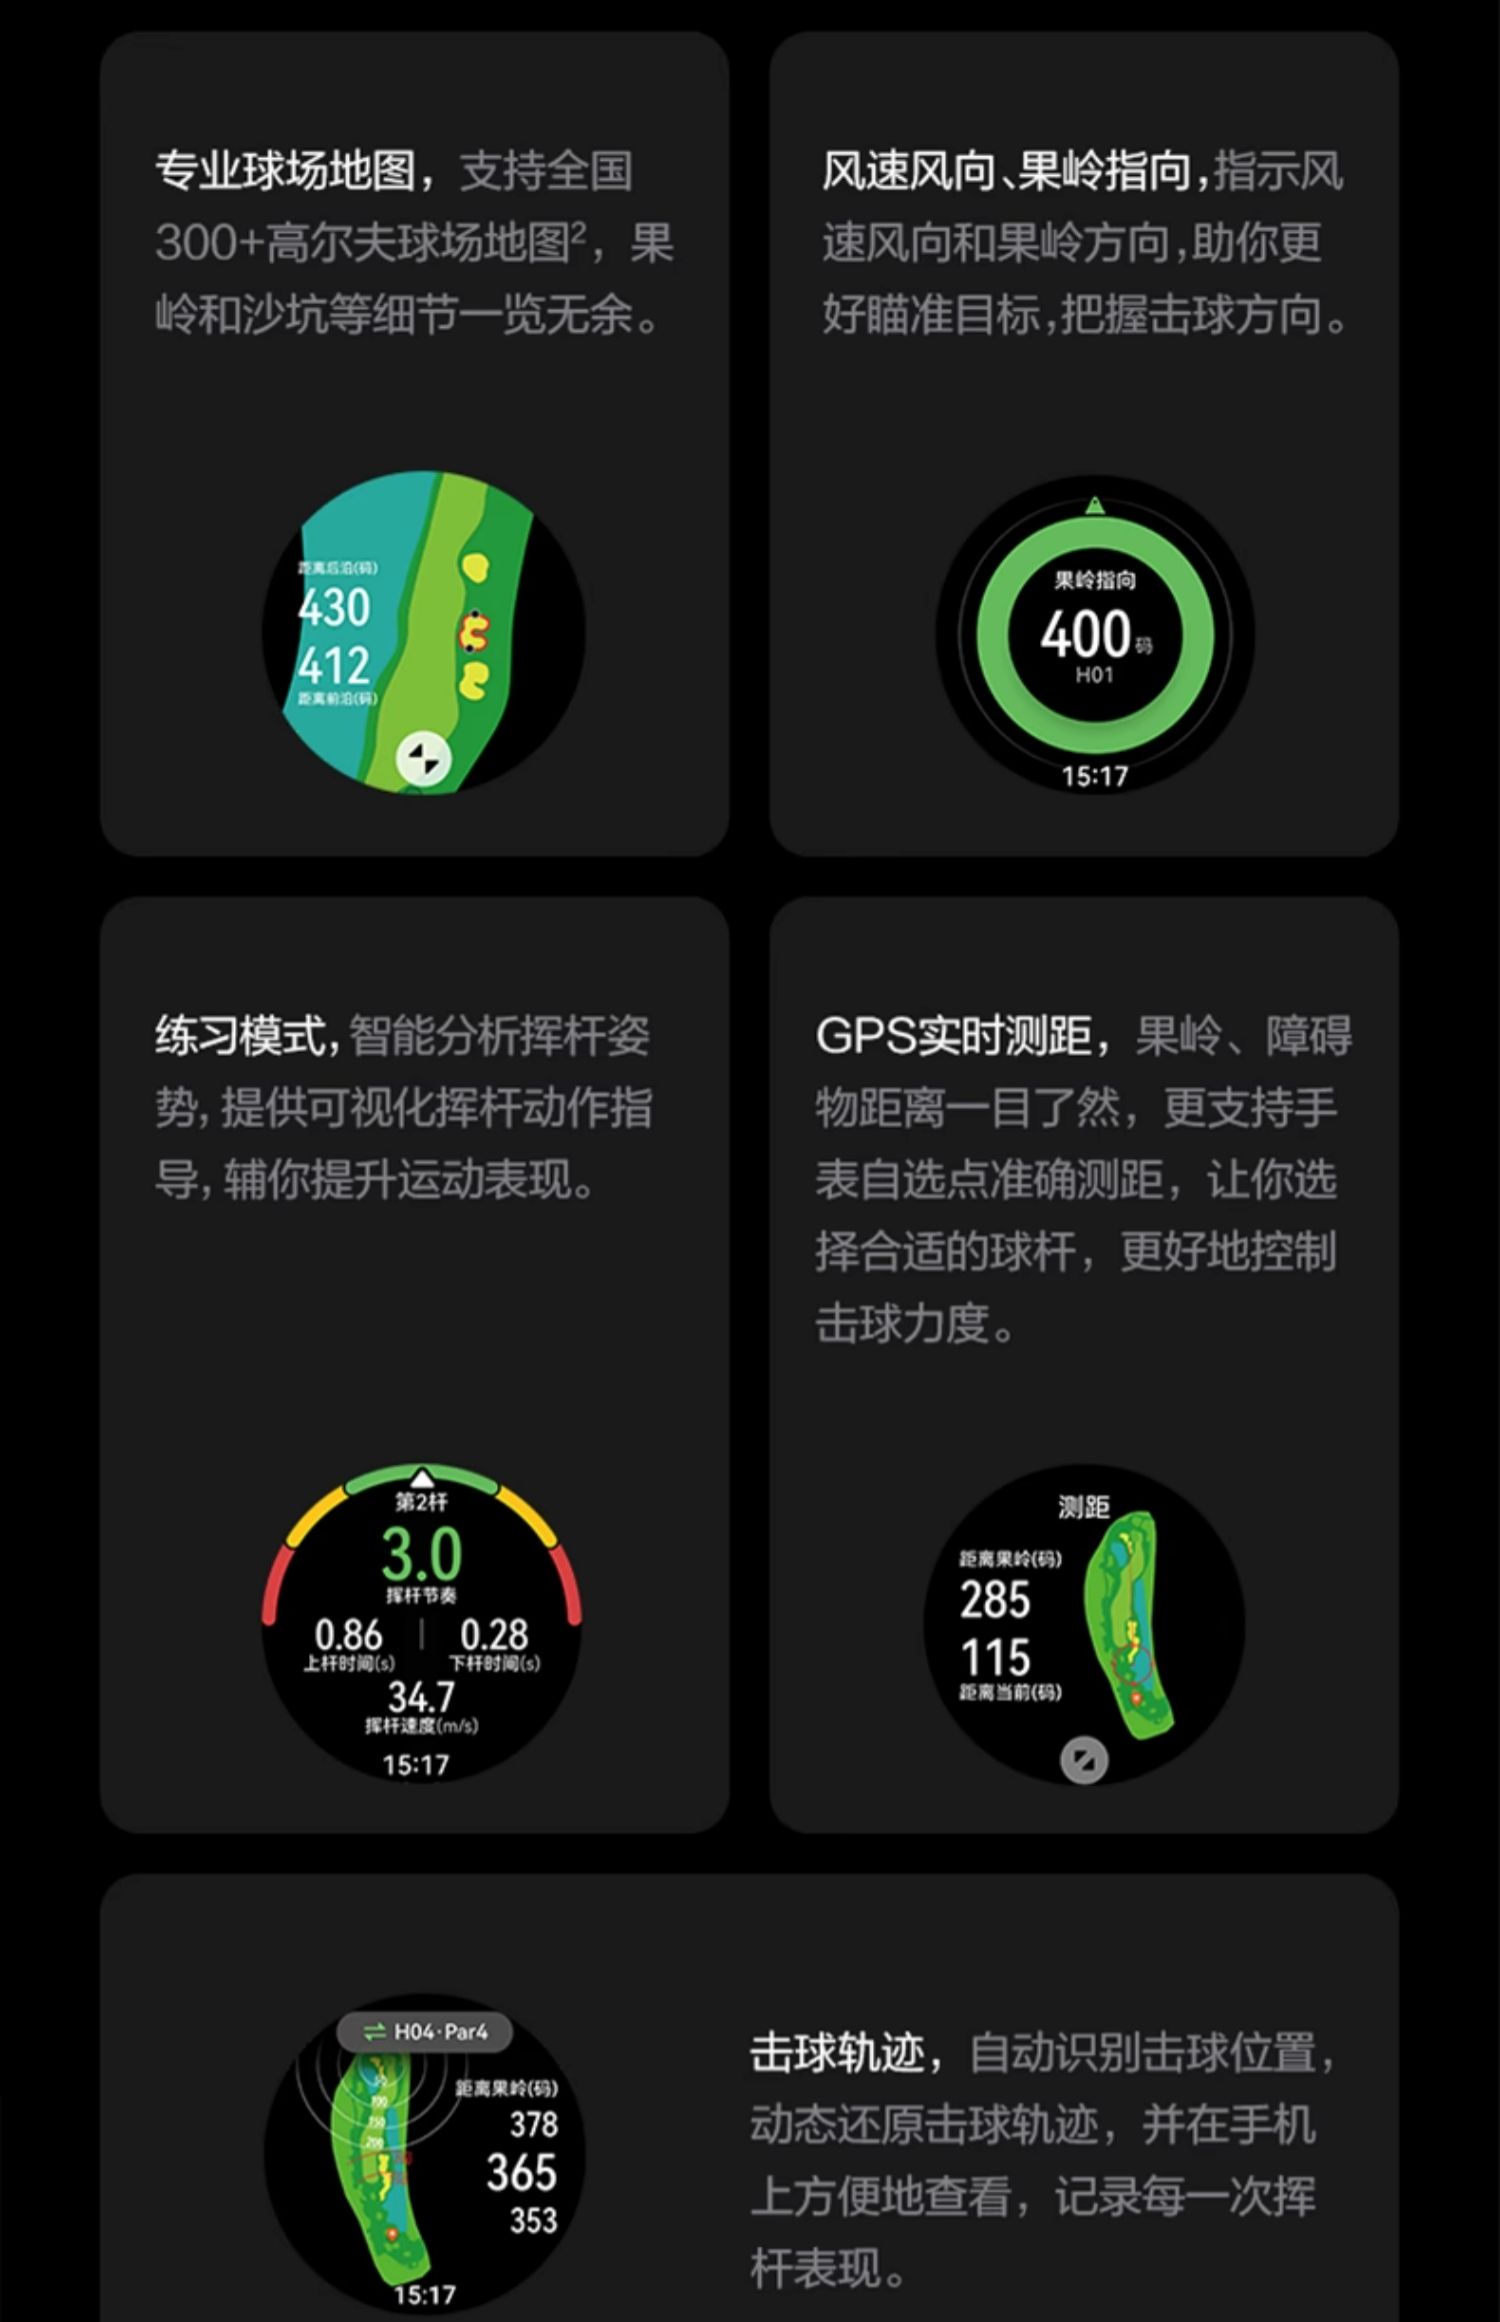 专业球场地图，支持全国
300+高尔夫球场地图²，果
岭和沙坑等细节一览无余。
距离后沿(码)
430
412
距离前沿(码)
风速风向、果岭指向,指示风
速风向和果岭方向,助你更
好瞄准目标,把握击球方向。
果岭指向
400码
H01
15:17
练习模式,智能分析挥杆姿
势,提供可视化挥杆动作指
导,辅你提升运动表现。
第2杆
3.0
挥杆节奏
0.86 | 0.28
上杆时间(s) 下杆时间(s)
34.7
挥杆速度(m/s)
15:17
GPS实时测距，果岭、障碍
物距离一目了然，更支持手
表自选点准确测距，让你选
择合适的球杆，更好地控制
击球力度。
测距
距离果岭(码)
285
115
距离当前(码)
H04·Par4
50
100
150
200
距离果岭(码)
378
365
353
15:17
击球轨迹，自动识别击球位置，
动态还原击球轨迹，并在手机
上方便地查看，记录每一次挥
杆表现。